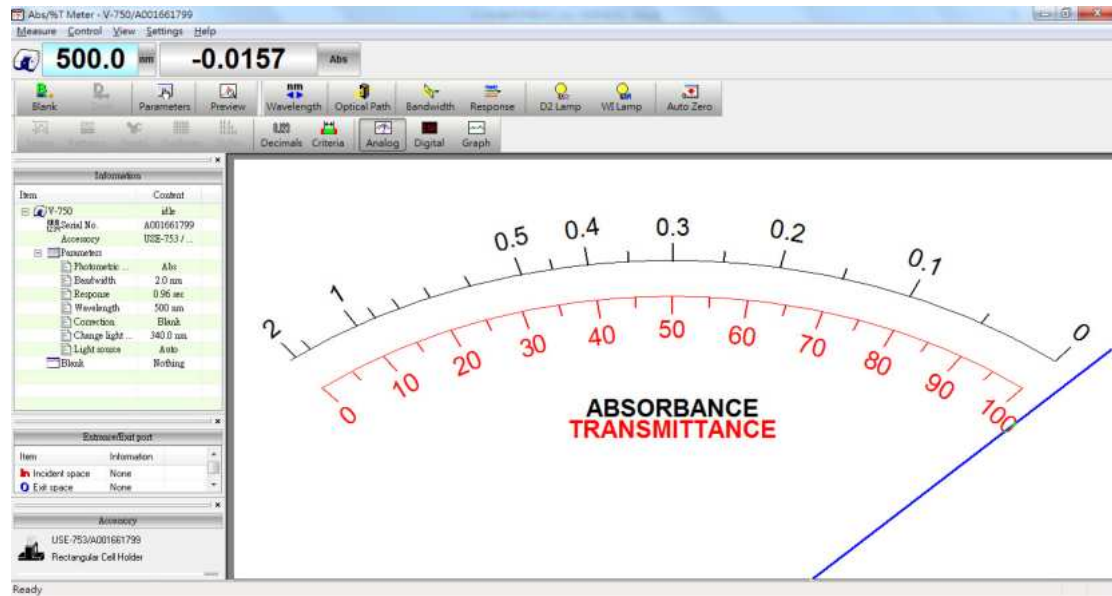 Abs/%T Meter - V-750/A001661799
Measure Control View Settings Help
500.0 nm -0.0157 Abs
Blank Parameters Preview Wavelength Optical Path Bandwidth Response D2 Lamp WI Lamp Auto Zero
Decimals Criteria Analog Digital Graph
Information
Item Content
V-750 idle
Serial No. A001661799
Accessory USE-753 / ...
Parameters
Photometric ... Abs
Bandwidth 2.0 nm
Response 0.96 sec
Wavelength 500 nm
Correction Blank
Change light ... 340.0 nm
Light source Auto
Blank Nothing
Entrance/Exit port
Item Information
In Incident space None
O Exit space None
Accessory
USE-753/A001661799
Rectangular Cell Holder
Ready
2 1 0.5 0.4 0.3 0.2 0.1 0
0 10 20 30 40 50 60 70 80 90 100
ABSORBANCE
TRANSMITTANCE